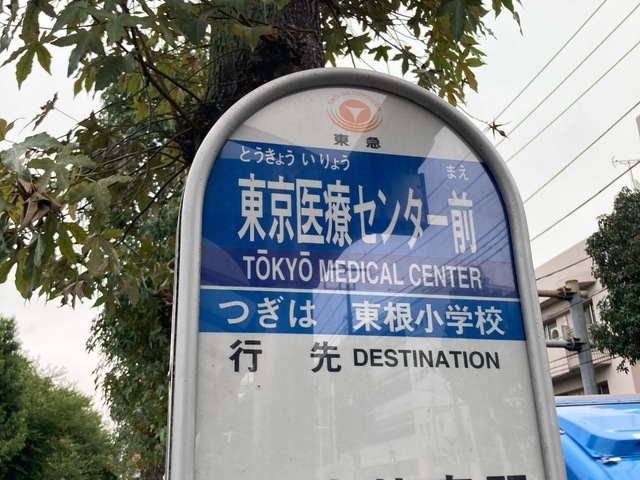 東急
とうきょう いりょう まえ
東京医療センター前
TŌKYŌ MEDICAL CENTER
つぎは 東根小学校
行先 DESTINATION